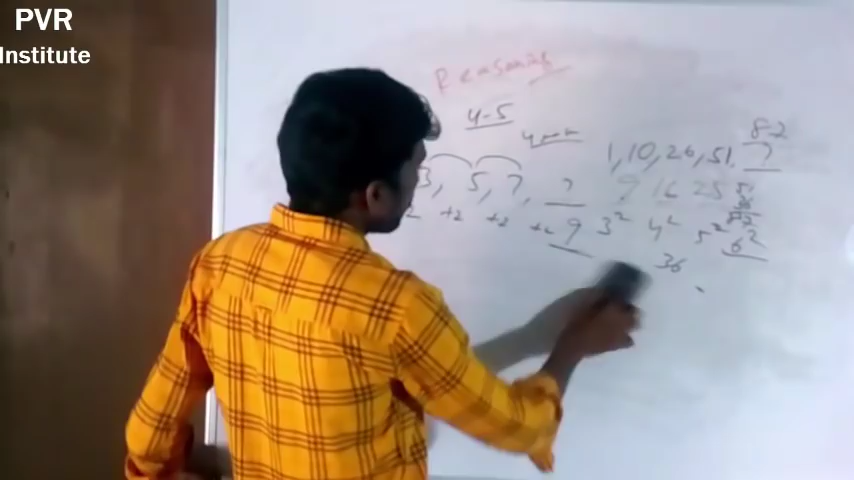 PVR
Institute
Reasoning
4-5
8-2
1, 10, 26, 51, ?
3, 5, 7, ?
9 16 25
+2 +2 +2
9 3² 4² 5² 6²
36